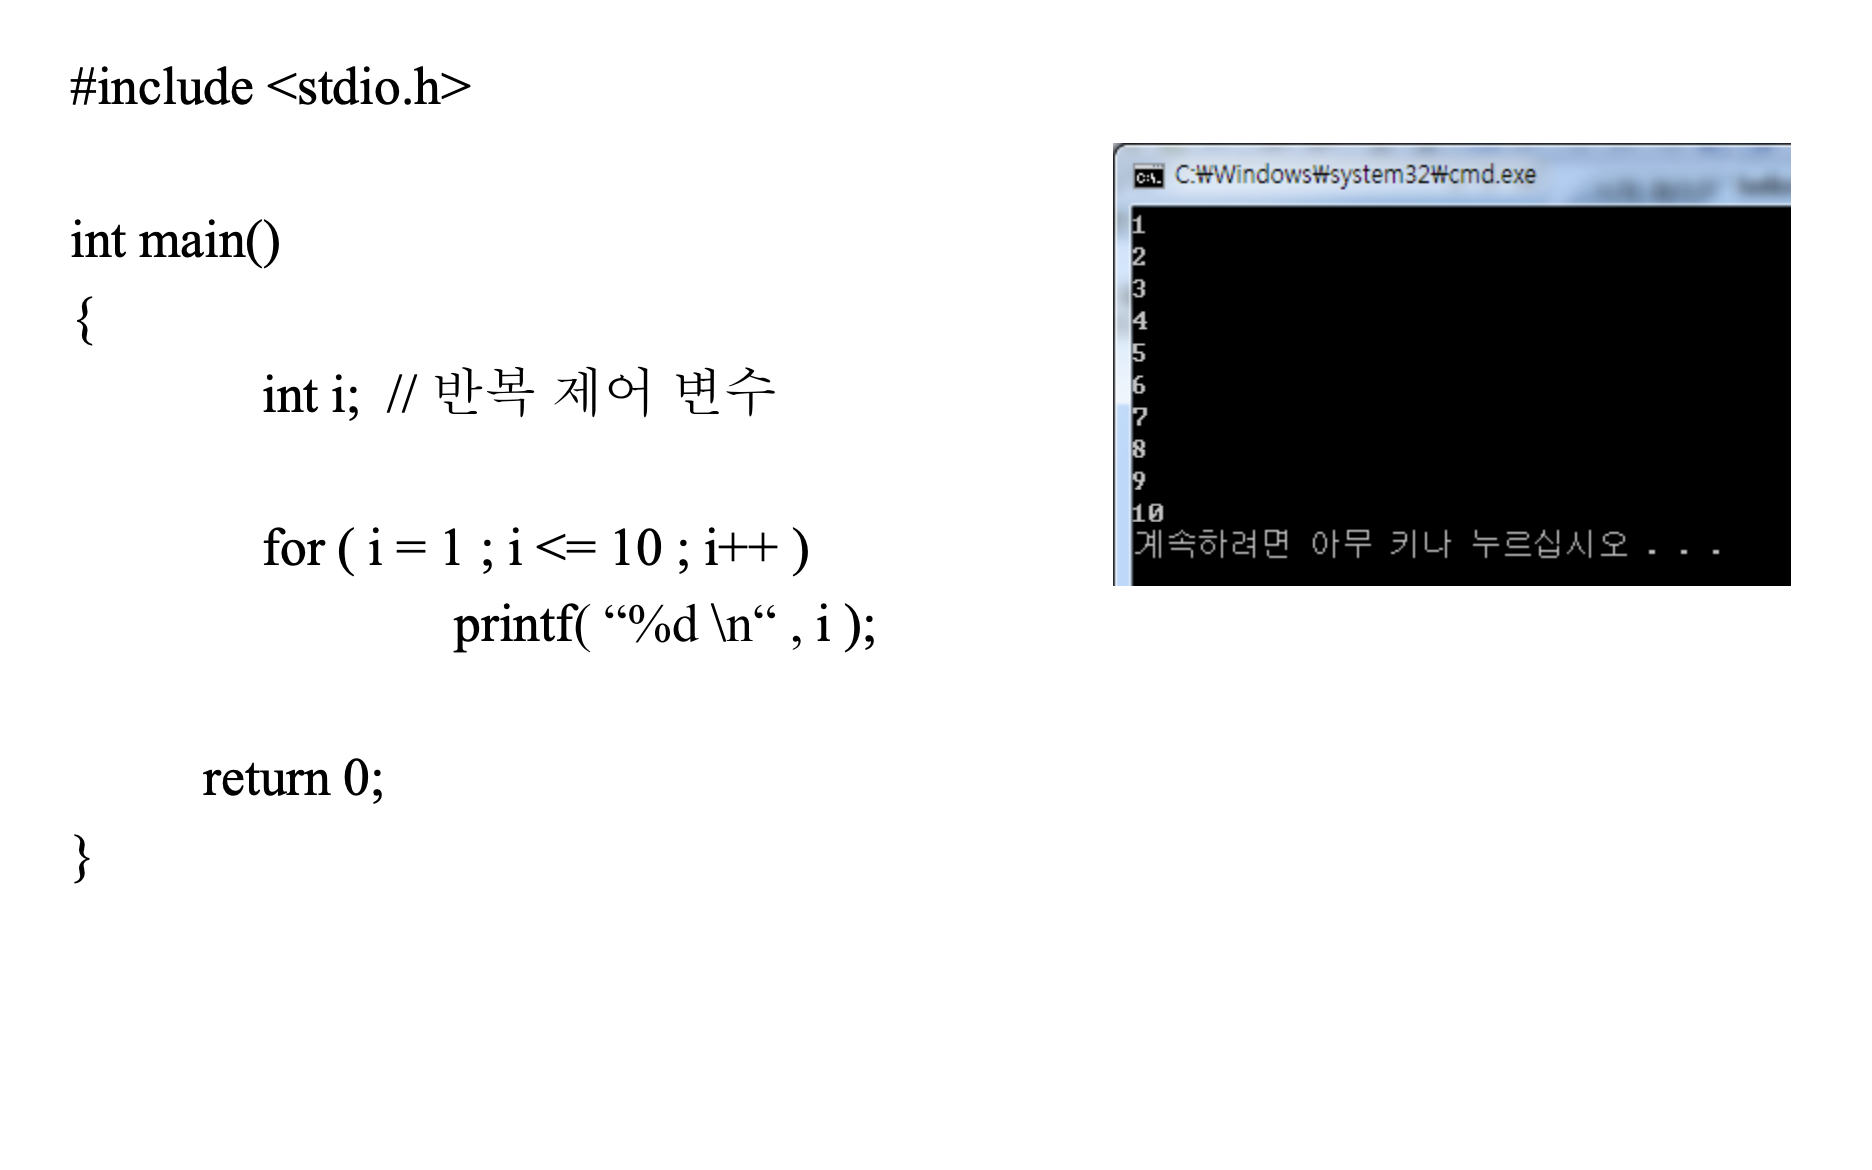 #include <stdio.h>
int main()
{
int i;  // 반복 제어 변수
for ( i = 1 ; i <= 10 ; i++ )
printf( “%d \n“ , i );
return 0;
}
C:₩Windows₩system32₩cmd.exe
1
2
3
4
5
6
7
8
9
10
계속하려면 아무 키나 누르십시오 . . .